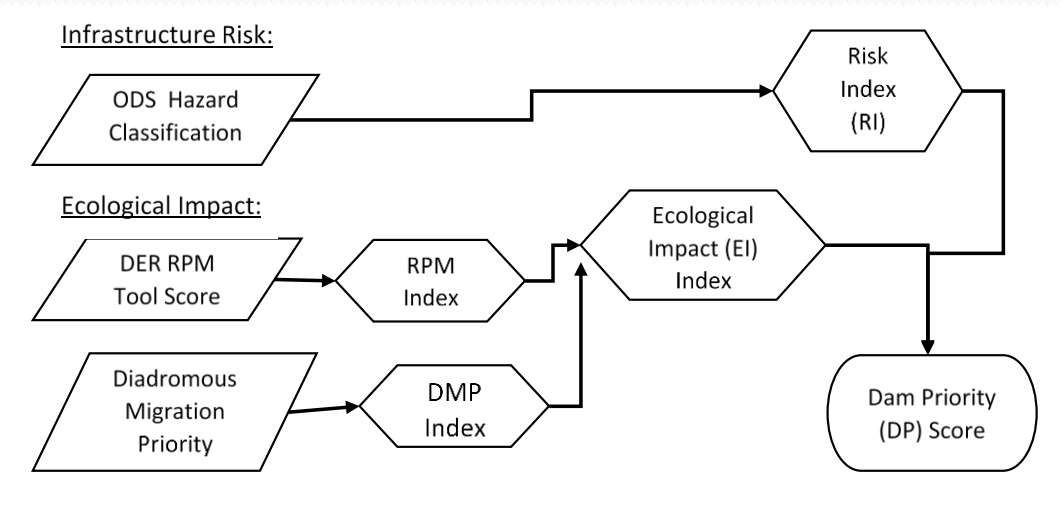 Infrastructure Risk:
ODS Hazard
Classification
Risk
Index
(RI)
Ecological Impact:
DER RPM
Tool Score
RPM
Index
Ecological
Impact (EI)
Index
Diadromous
Migration
Priority
DMP
Index
Dam Priority
(DP) Score